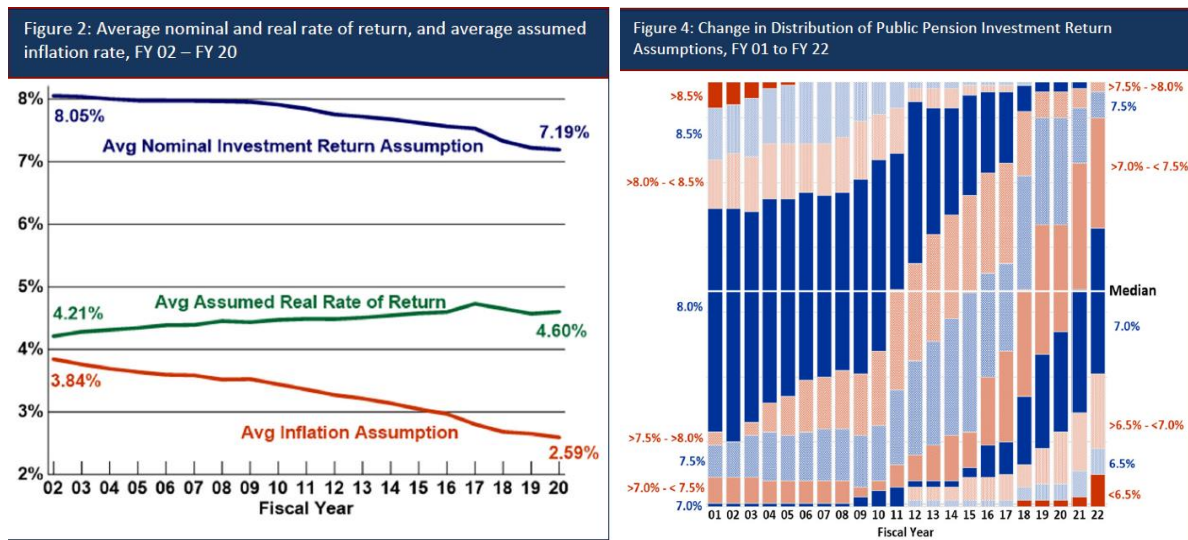 Figure 2: Average nominal and real rate of return, and average assumed
inflation rate, FY 02 – FY 20
8%
8.05%
7.19%
Avg Nominal Investment Return Assumption
7%
6%
5%
Avg Assumed Real Rate of Return
4.21%
4.60%
4%
3.84%
3%
Avg Inflation Assumption
2.59%
2%
02 03 04 05 06 07 08 09 10 11 12 13 14 15 16 17 18 19 20
Fiscal Year
Figure 4: Change in Distribution of Public Pension Investment Return
Assumptions, FY 01 to FY 22
>8.5%
8.5%
>8.0% - < 8.5%
8.0%
>7.5% - >8.0%
7.5%
>7.0% - < 7.5%
7.0%
>7.5% - >8.0%
7.5%
>7.0% - < 7.5%
Median
7.0%
>6.5% - <7.0%
6.5%
<6.5%
01 02 03 04 05 06 07 08 09 10 11 12 13 14 15 16 17 18 19 20 21 22
Fiscal Year